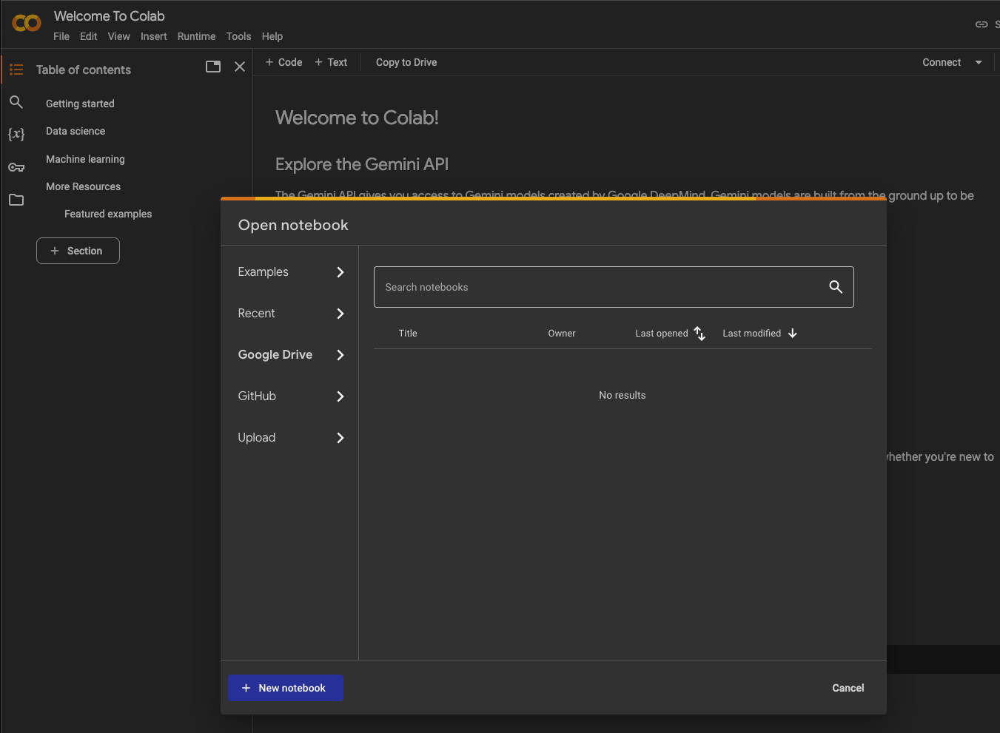 Welcome To Colab
File Edit View Insert Runtime Tools Help
Table of contents
+ Code + Text Copy to Drive Connect
Getting started
Data science
{x}
Machine learning
More Resources
Featured examples
+ Section
Welcome to Colab!
Explore the Gemini API
The Gemini API gives you access to Gemini models created by Google DeepMind. Gemini models are built from the ground up to be
Open notebook
Examples
Recent
Google Drive
GitHub
Upload
Search notebooks
Title Owner Last opened Last modified
No results
you're new to
+ New notebook
Cancel